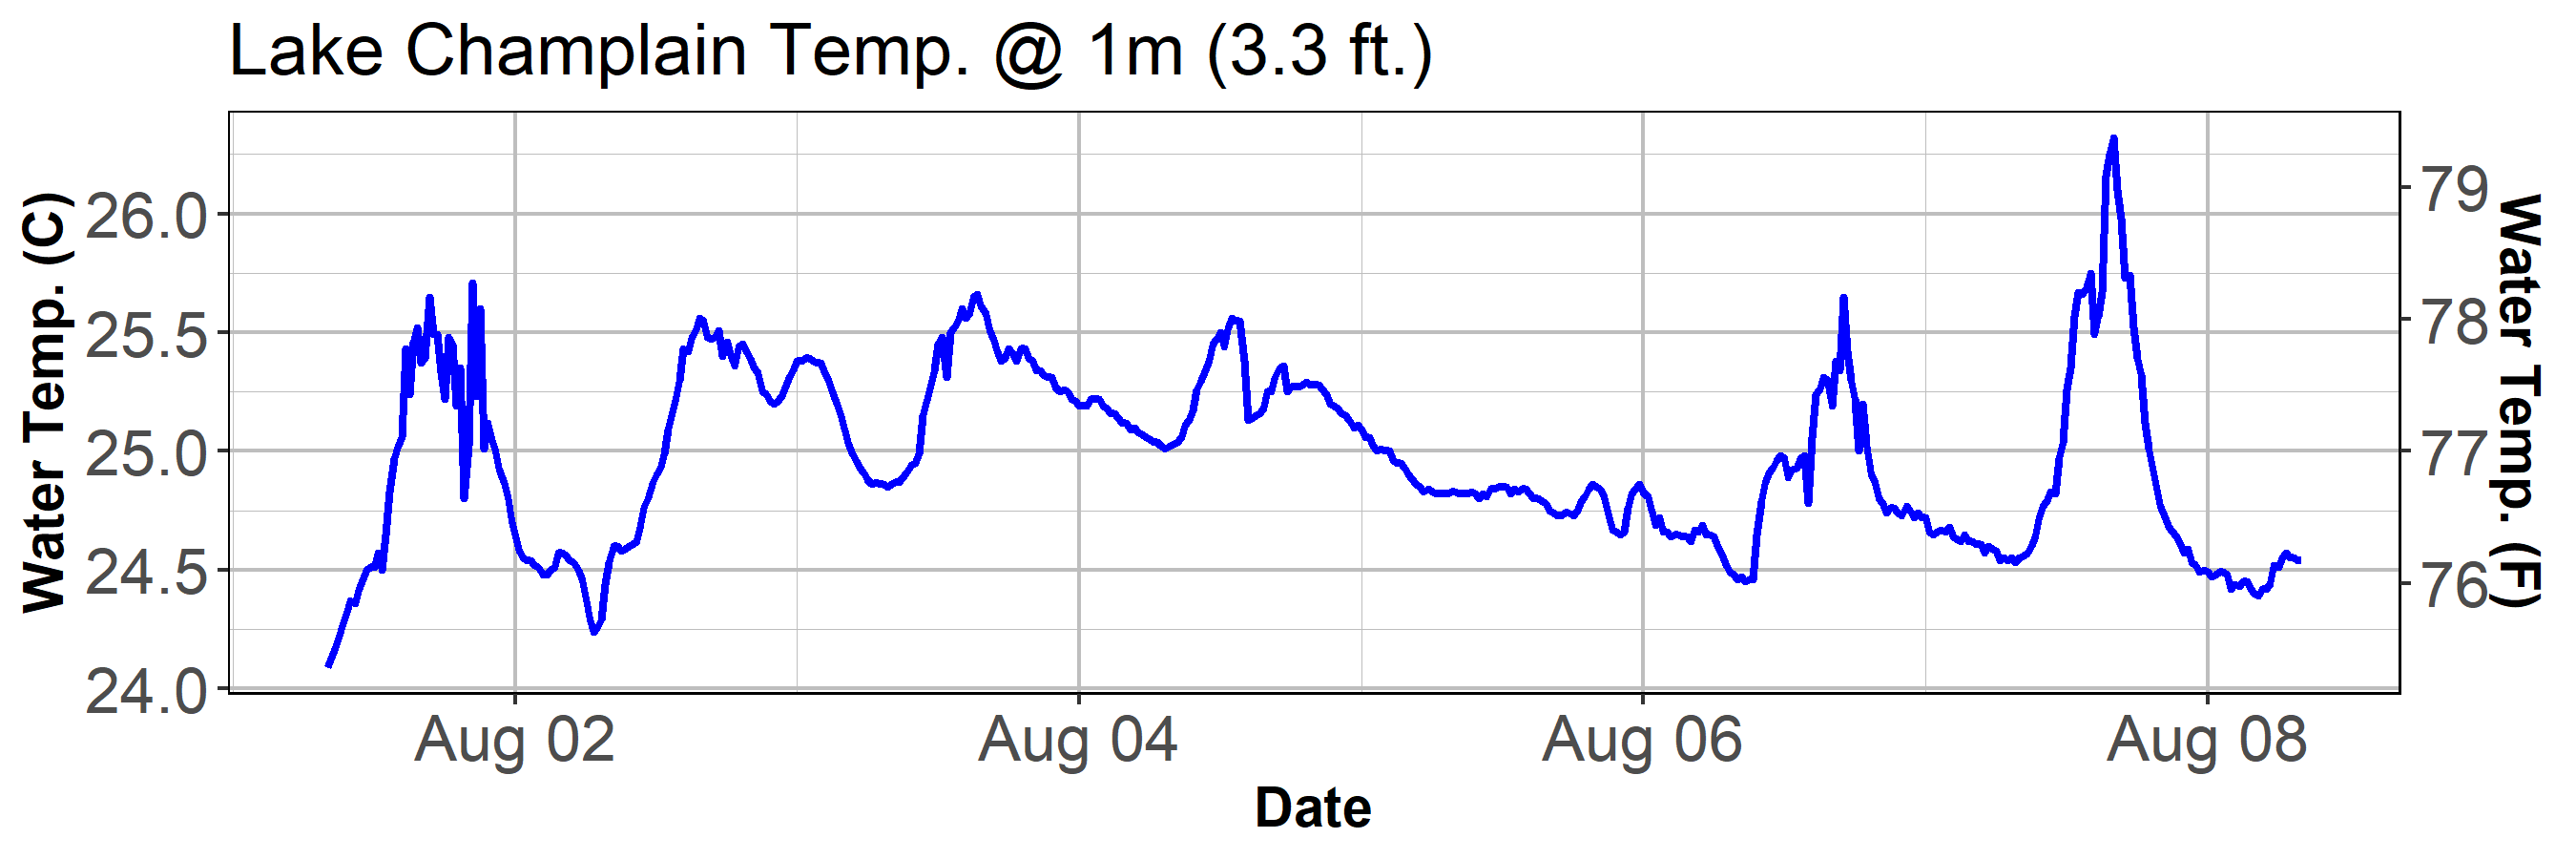 Lake Champlain Temp. @ 1m (3.3 ft.)
Water Temp. (C)
26.0
25.5
25.0
24.5
24.0
79
78
77
76
Water Temp. (F)
Aug 02
Aug 04
Aug 06
Aug 08
Date